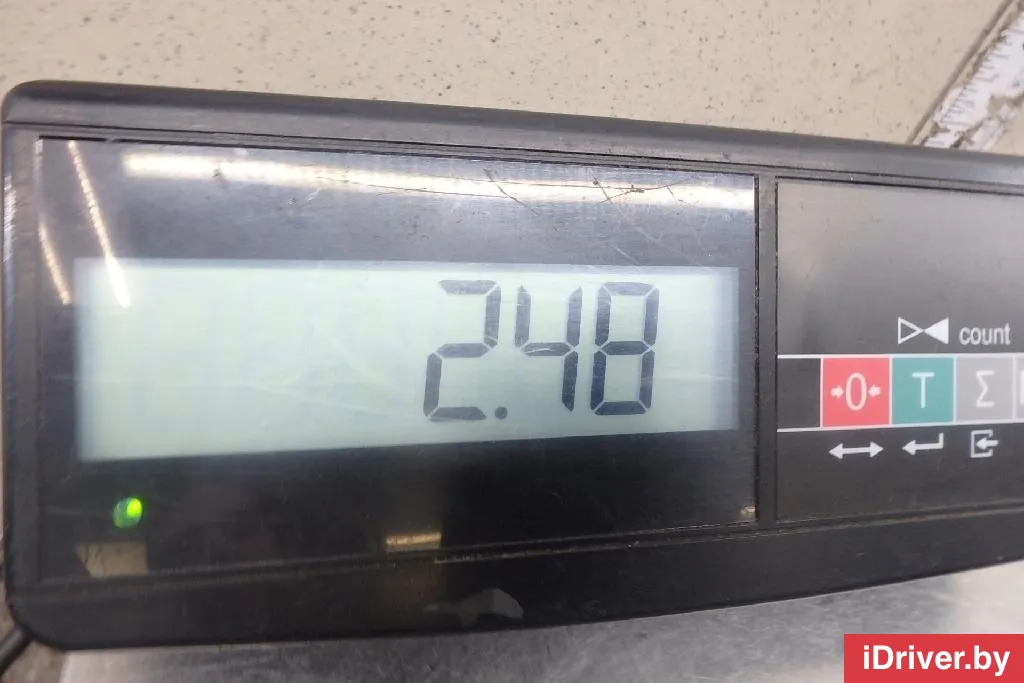 2.48
count
→0← T Σ
iDriver.by